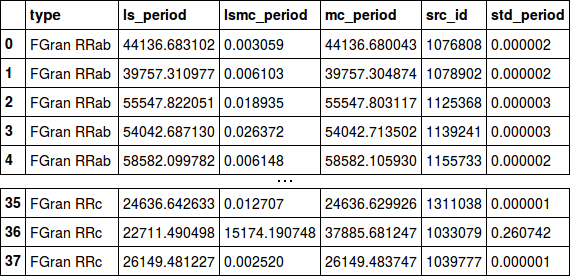 type ls_period lsmc_period mc_period src_id std_period
0 FGran RRab 44136.683102 0.003059 44136.680043 1076808 0.000002
1 FGran RRab 39757.310977 0.006103 39757.304874 1078902 0.000002
2 FGran RRab 55547.822051 0.018935 55547.803117 1125368 0.000003
3 FGran RRab 54042.687130 0.026372 54042.713502 1139241 0.000003
4 FGran RRab 58582.099782 0.006148 58582.105930 1155733 0.000002
...
35 FGran RRc 24636.642633 0.012707 24636.629926 1311038 0.000001
36 FGran RRc 22711.490498 15174.190748 37885.681247 1033079 0.260742
37 FGran RRc 26149.481227 0.002520 26149.483747 1039777 0.000001